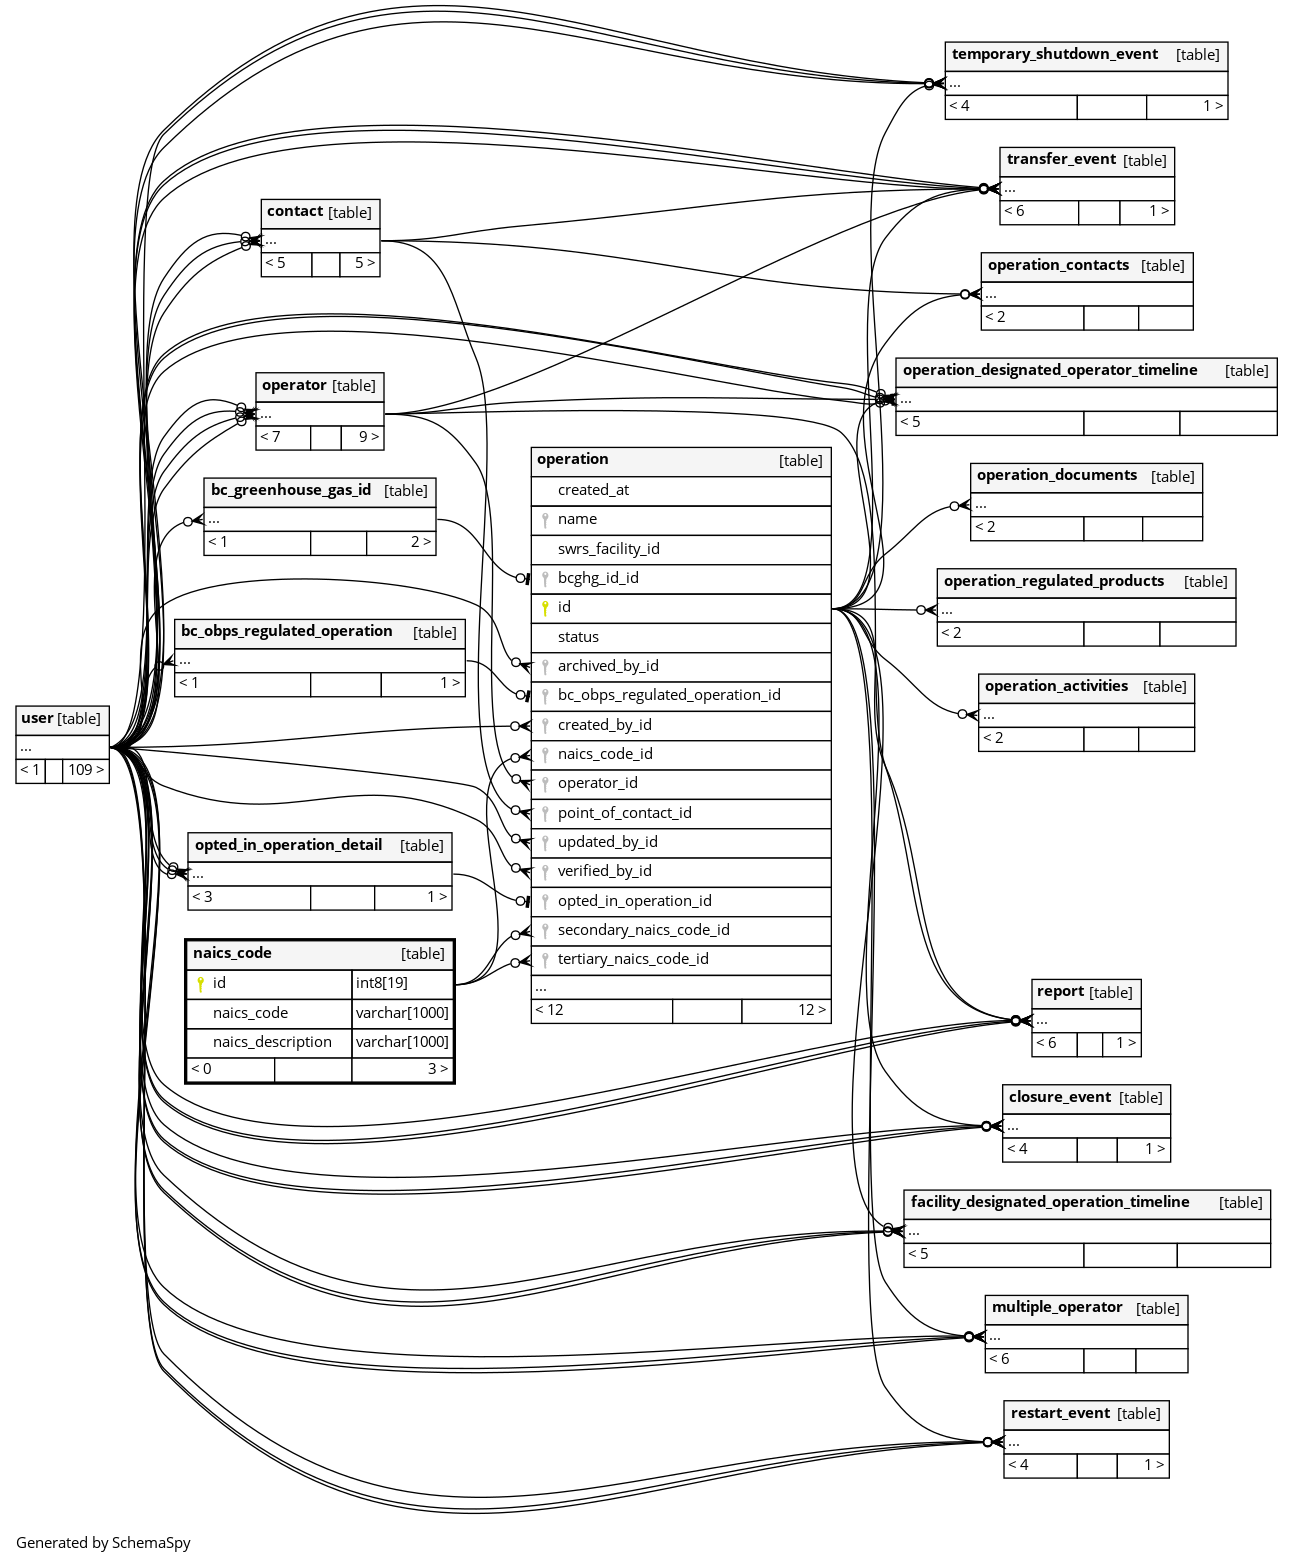 temporary_shutdown_event [table]
...
< 4 1 >
transfer_event [table]
...
< 6 1 >
contact [table]
...
< 5 5 >
operation_contacts [table]
...
< 2
operation_designated_operator_timeline [table]
...
< 5
operator [table]
...
< 7 9 >
operation [table]
created_at
name
swrs_facility_id
bcghg_id_id
id
status
archived_by_id
bc_obps_regulated_operation_id
created_by_id
naics_code_id
operator_id
point_of_contact_id
updated_by_id
verified_by_id
opted_in_operation_id
secondary_naics_code_id
tertiary_naics_code_id
...
< 12 12 >
bc_greenhouse_gas_id [table]
...
< 1 2 >
operation_documents [table]
...
< 2
operation_regulated_products [table]
...
< 2
bc_obps_regulated_operation [table]
...
< 1 1 >
operation_activities [table]
...
< 2
user [table]
...
< 1 109 >
opted_in_operation_detail [table]
...
< 3 1 >
naics_code [table]
id int8[19]
naics_code varchar[1000]
naics_description varchar[1000]
< 0 3 >
report [table]
...
< 6 1 >
closure_event [table]
...
< 4 1 >
facility_designated_operation_timeline [table]
...
< 5
multiple_operator [table]
...
< 6
restart_event [table]
...
< 4 1 >
Generated by SchemaSpy